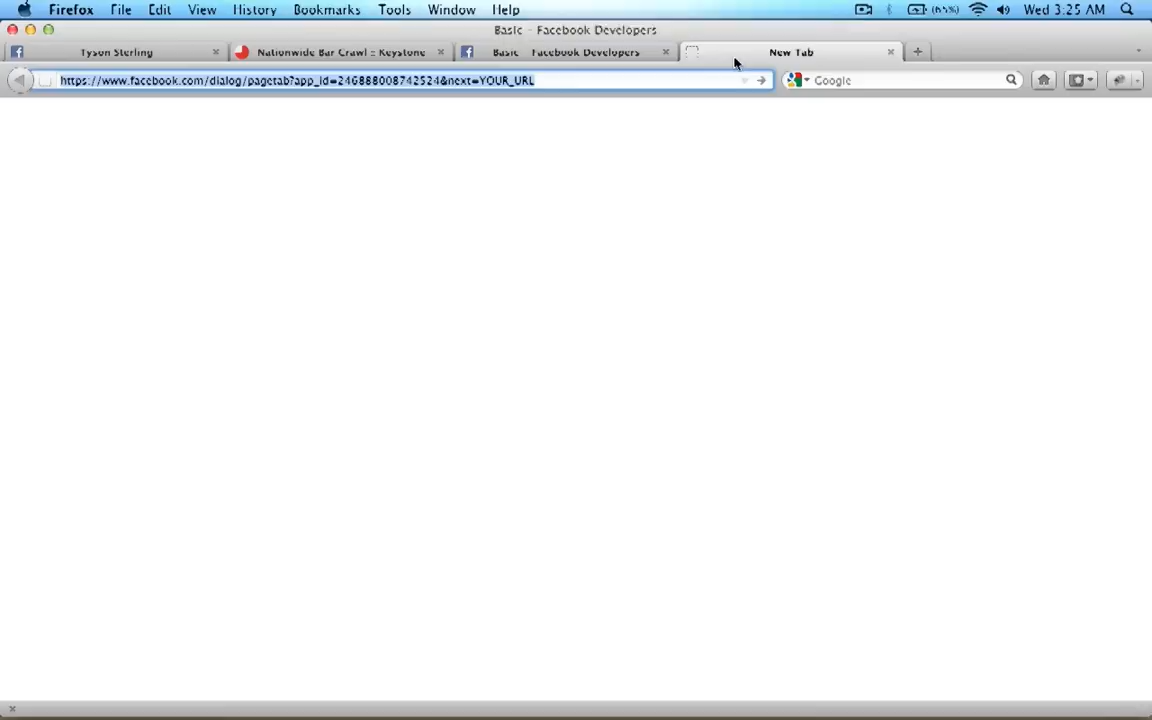 Firefox File Edit View History Bookmarks Tools Window Help (65%) Wed 3:25 AM
Basic - Facebook Developers
Tyson Sterling Nationwide Bar Crawl :: Keystone Basic - Facebook Developers New Tab
https://www.facebook.com/dialog/pagetab?app_id=246888008742524&next=YOUR_URL Google